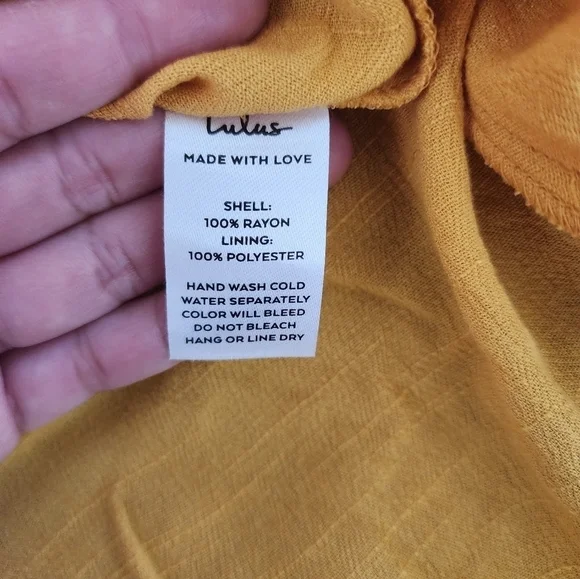 Lulus
MADE WITH LOVE
SHELL:
100% RAYON
LINING:
100% POLYESTER
HAND WASH COLD
WATER SEPARATELY
COLOR WILL BLEED
DO NOT BLEACH
HANG OR LINE DRY